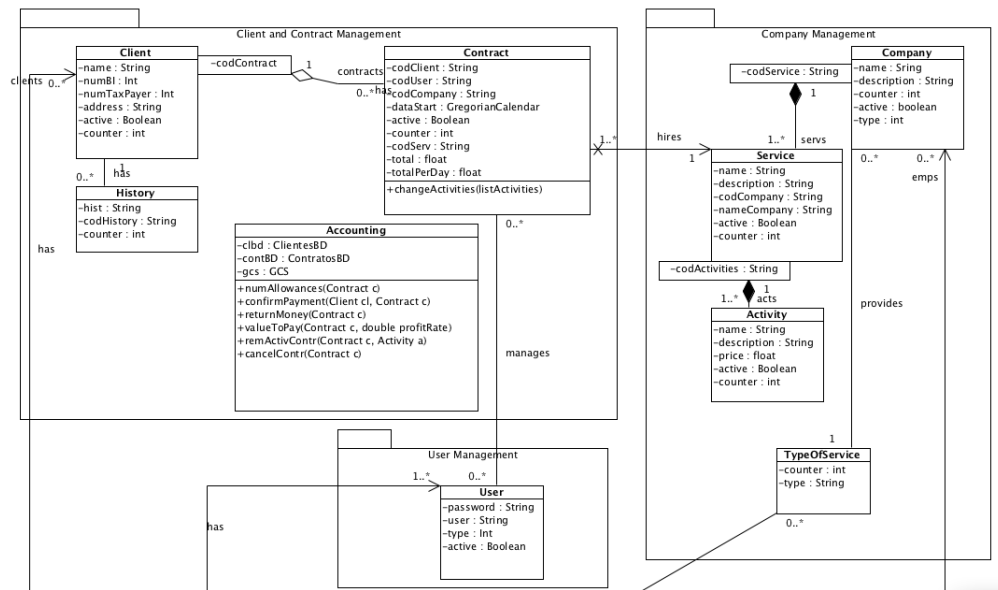 Client and Contract Management
Client
-name : String
-numBI : Int
-numTaxPayer : Int
-address : String
-active : Boolean
-counter : int
-codContract
1
contracts
0..*
has
clients
0..*
Contract
-codClient : String
-codUser : String
-codCompany : String
-dataStart : GregorianCalendar
-active : Boolean
-counter : int
-codServ : String
-total : float
-totalPerDay : float
+changeActivities(listActivities)
1
has
0..*
History
-hist : String
-codHistory : String
-counter : int
has
Accounting
-clbd : ClientesBD
-contBD : ContratosBD
-gcs : GCS
+numAllowances(Contract c)
+confirmPayment(Client cl, Contract c)
+returnMoney(Contract c)
+valueToPay(Contract c, double profitRate)
+remActivContr(Contract c, Activity a)
+cancelContr(Contract c)
0..*
manages
1..*
hires
1
Company Management
Company
-name : Sring
-description : String
-counter : int
-active : boolean
-type : int
-codService : String
1
1..*
servs
Service
-name : String
-description : String
-codCompany : String
-nameCompany : String
-active : Boolean
-counter : int
0..*
0..*
emps
-codActivities : String
1
1..*
acts
Activity
-name : String
-description : String
-price : float
-active : Boolean
-counter : int
provides
1
TypeOfService
-counter : int
-type : String
0..*
User Management
1..*
0..*
User
-password : String
-user : String
-type : Int
-active : Boolean
has